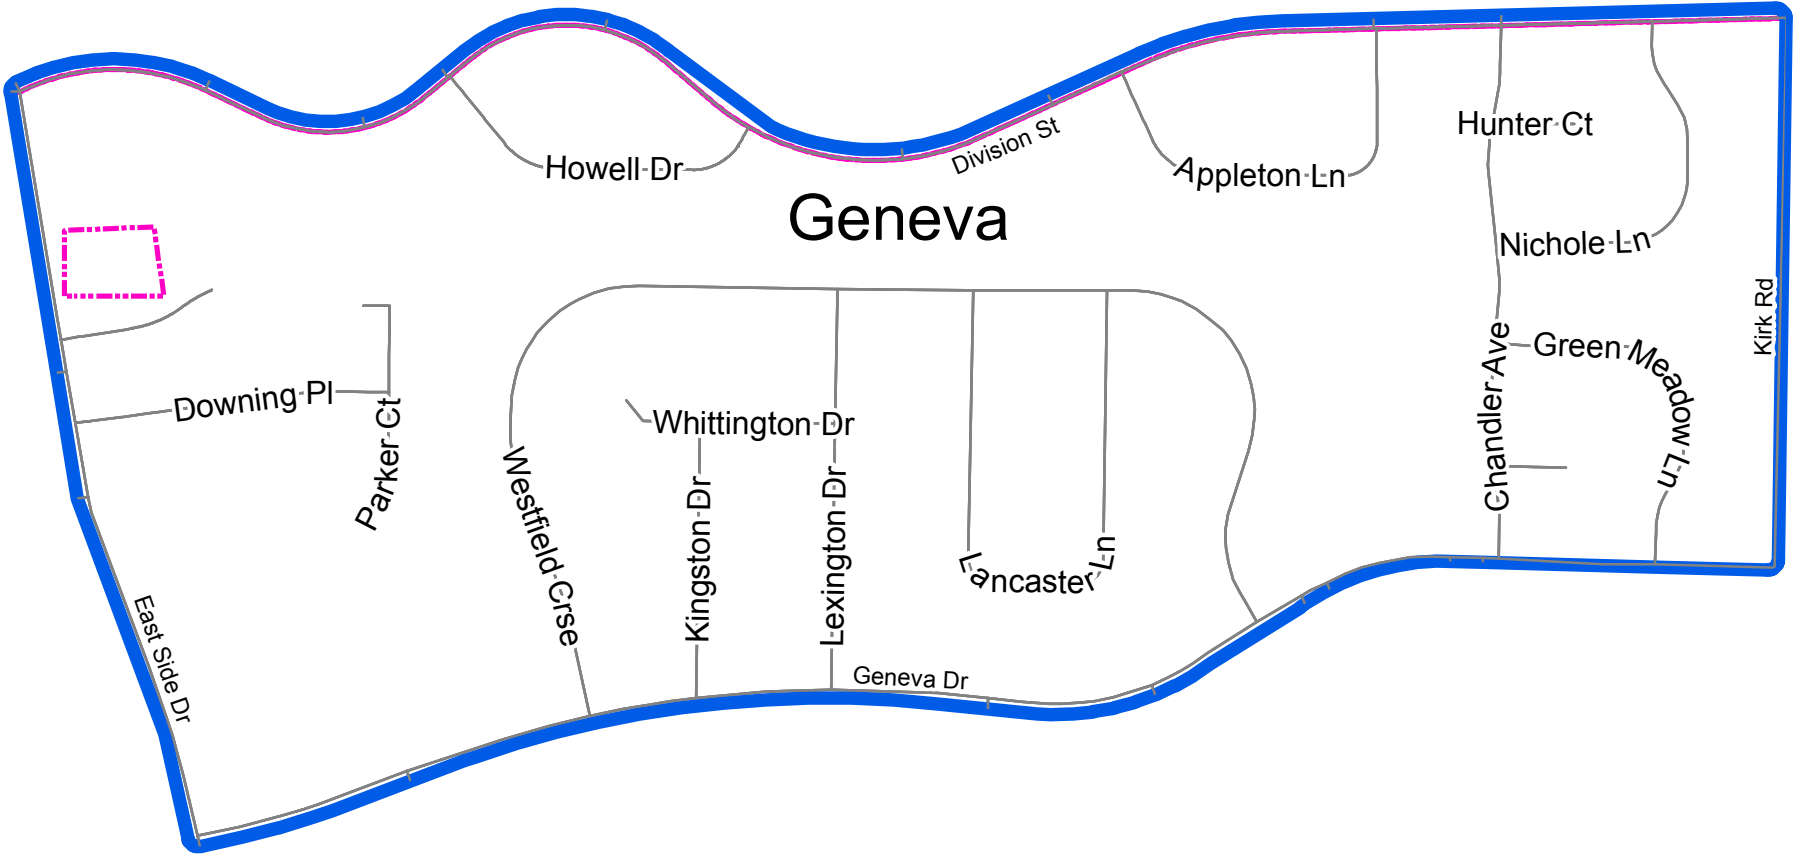 Howell Dr
Division St
Appleton Ln
Hunter Ct
Geneva
Nichole Ln
Kirk Rd
Downing Pl
Parker Ct
Whittington Dr
Westfield Crse
Kingston Dr
Lexington Dr
Lancaster Ln
Chandler Ave
Green Meadow Ln
East Side Dr
Geneva Dr